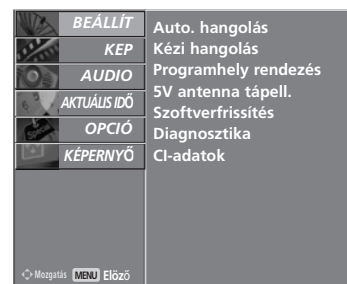 BEÁLLÍT
KEP
AUDIO
AKTUÁLIS IDŐ
OPCIÓ
KÉPERNYŐ
Auto. hangolás
Kézi hangolás
Programhely rendezés
5V antenna tápell.
Szoftverfrissítés
Diagnosztika
CI-adatok
Mozgatás MENU Előző